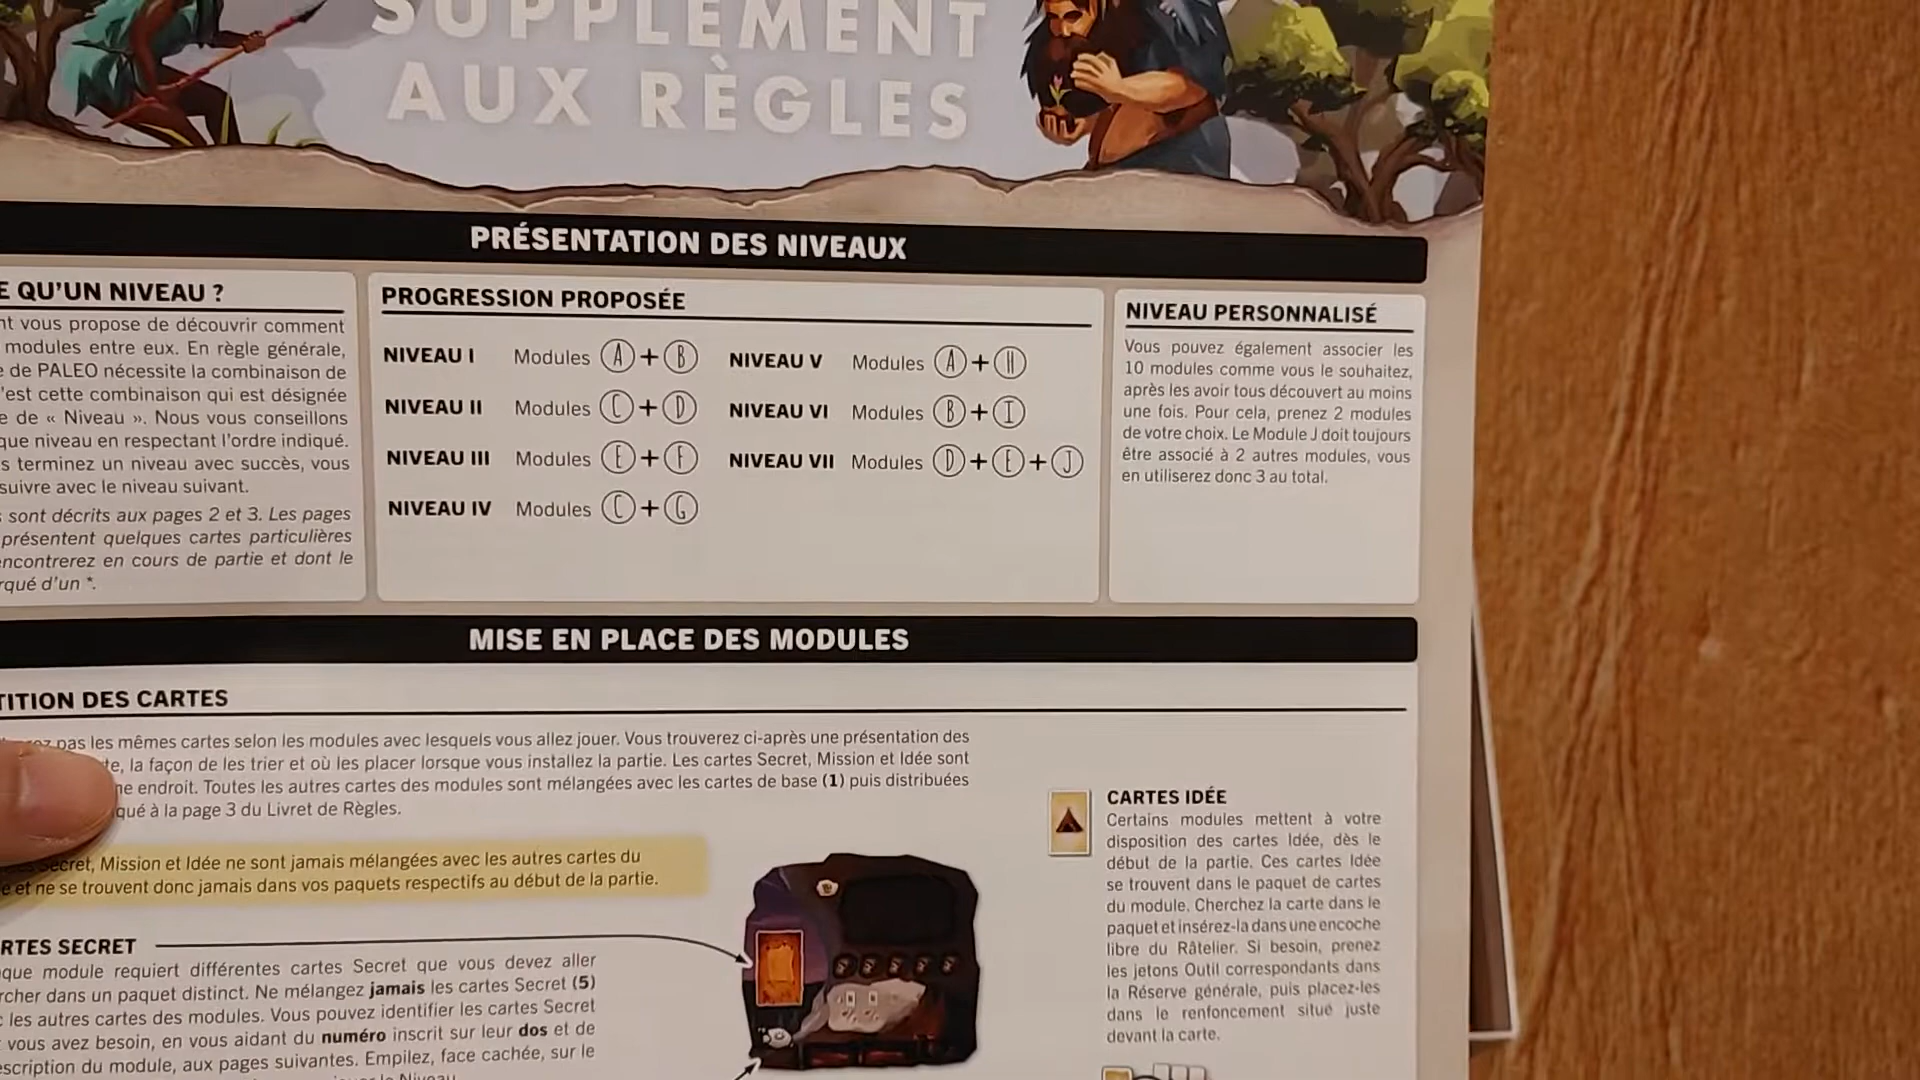 SUPPLÉMENT
AUX RÈGLES
PRÉSENTATION DES NIVEAUX
QU'UN NIVEAU ?
vous propose de découvrir comment
modules entre eux. En règle générale,
de PALEO nécessite la combinaison de
'est cette combinaison qui est désignée
de « Niveau ». Nous vous conseillons
que niveau en respectant l'ordre indiqué.
terminez un niveau avec succès, vous
suivre avec le niveau suivant.
sont décrits aux pages 2 et 3. Les pages
présentent quelques cartes particulières
encontrerez en cours de partie et dont le
rqué d'un *.
PROGRESSION PROPOSÉE
NIVEAU I Modules A + B
NIVEAU II Modules C + D
NIVEAU III Modules E + F
NIVEAU IV Modules C + G
NIVEAU V Modules A + H
NIVEAU VI Modules B + I
NIVEAU VII Modules D + E + J
NIVEAU PERSONNALISÉ
Vous pouvez également associer les
10 modules comme vous le souhaitez,
après les avoir tous découvert au moins
une fois. Pour cela, prenez 2 modules
de votre choix. Le Module J doit toujours
être associé à 2 autres modules, vous
en utiliserez donc 3 au total.
MISE EN PLACE DES MODULES
TITION DES CARTES
pas les mêmes cartes selon les modules avec lesquels vous allez jouer. Vous trouverez ci-après une présentation des
te, la façon de les trier et où les placer lorsque vous installez la partie. Les cartes Secret, Mission et Idée sont
endroit. Toutes les autres cartes des modules sont mélangées avec les cartes de base (1) puis distribuées
qué à la page 3 du Livret de Règles.
Secret, Mission et Idée ne sont jamais mélangées avec les autres cartes du
et ne se trouvent donc jamais dans vos paquets respectifs au début de la partie.
RTES SECRET
que module requiert différentes cartes Secret que vous devez aller
rcher dans un paquet distinct. Ne mélangez jamais les cartes Secret (5)
les autres cartes des modules. Vous pouvez identifier les cartes Secret
vous avez besoin, en vous aidant du numéro inscrit sur leur dos et de
scription du module, aux pages suivantes. Empilez, face cachée, sur le
CARTES IDÉE
Certains modules mettent à votre
disposition des cartes Idée, dès le
début de la partie. Ces cartes Idée
se trouvent dans le paquet de cartes
du module. Cherchez la carte dans le
paquet et insérez-la dans une encoche
libre du Râtelier. Si besoin, prenez
les jetons Outil correspondants dans
la Réserve générale, puis placez-les
dans le renfoncement situé juste
devant la carte.